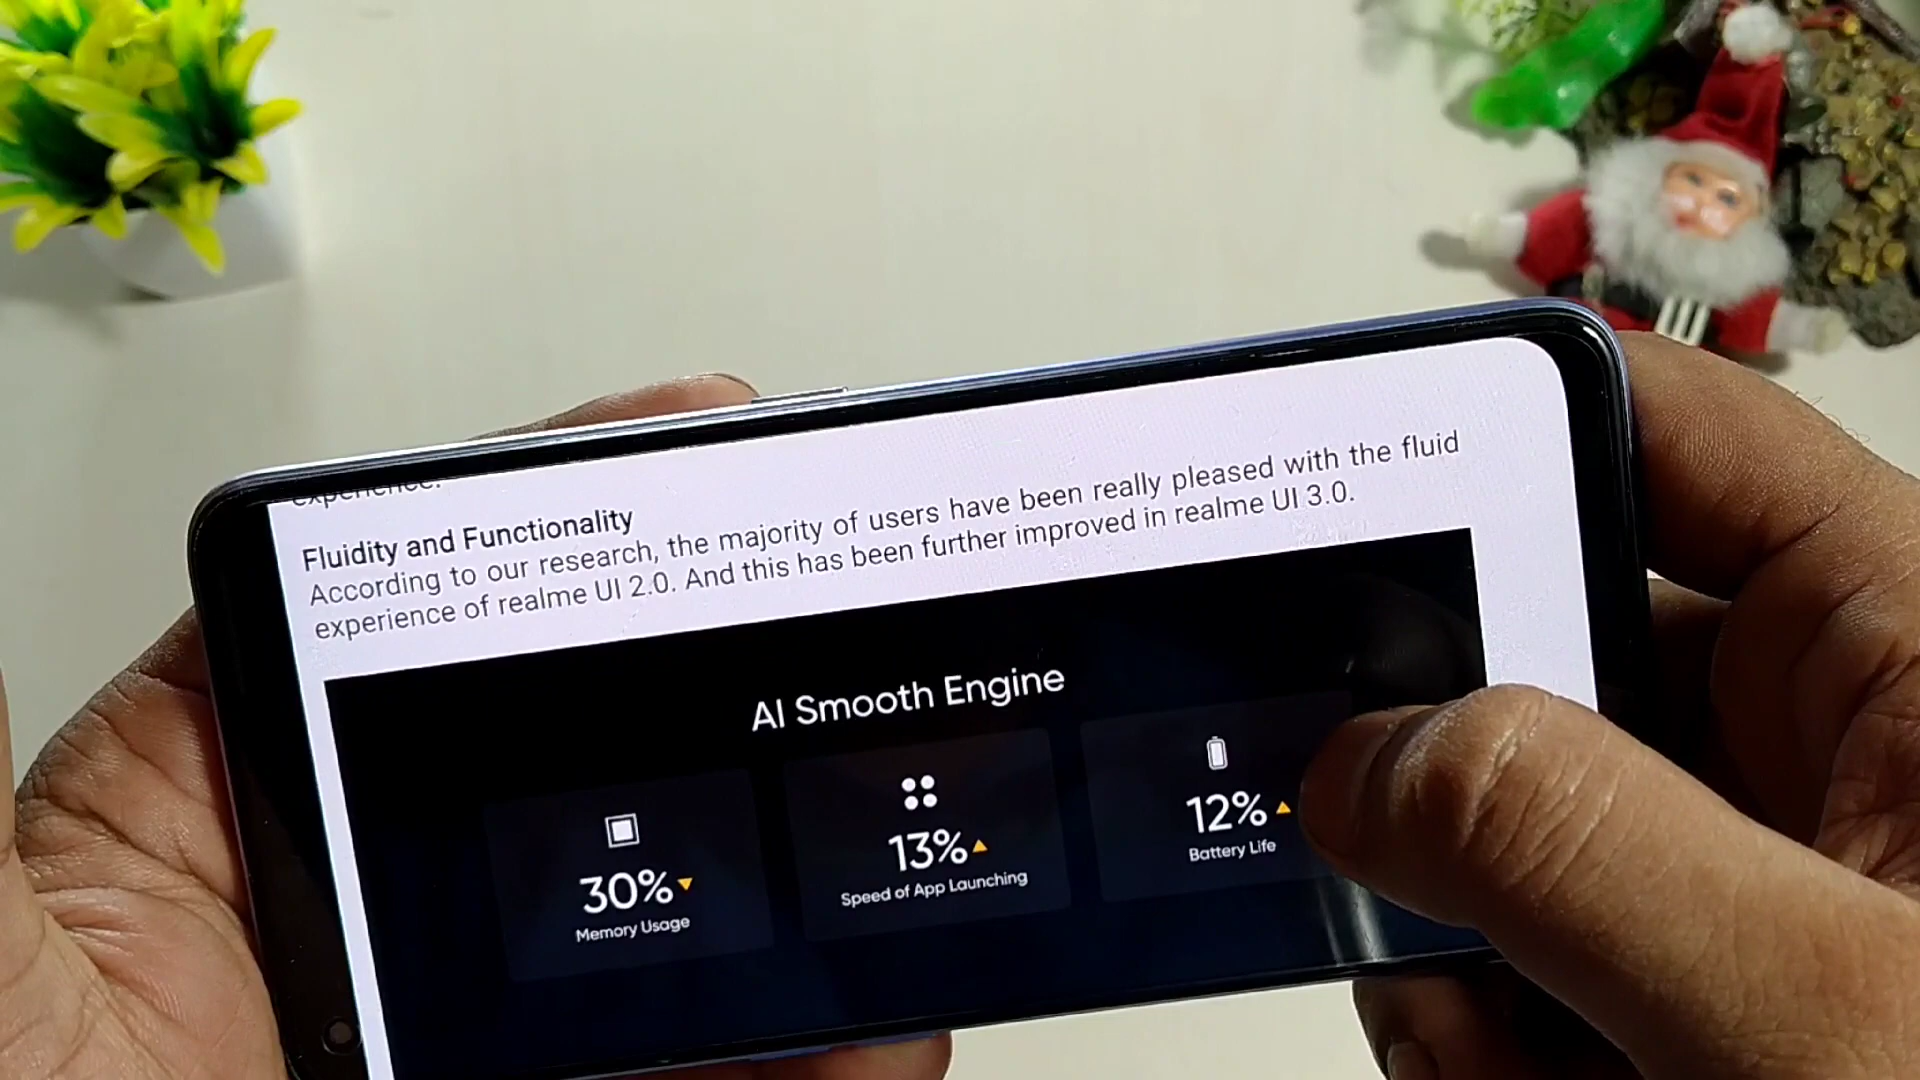 experience.
Fluidity and Functionality
According to our research, the majority of users have been really pleased with the fluid
experience of realme UI 2.0. And this has been further improved in realme UI 3.0.
AI Smooth Engine
30%
Memory Usage
13%
Speed of App Launching
12%
Battery Life